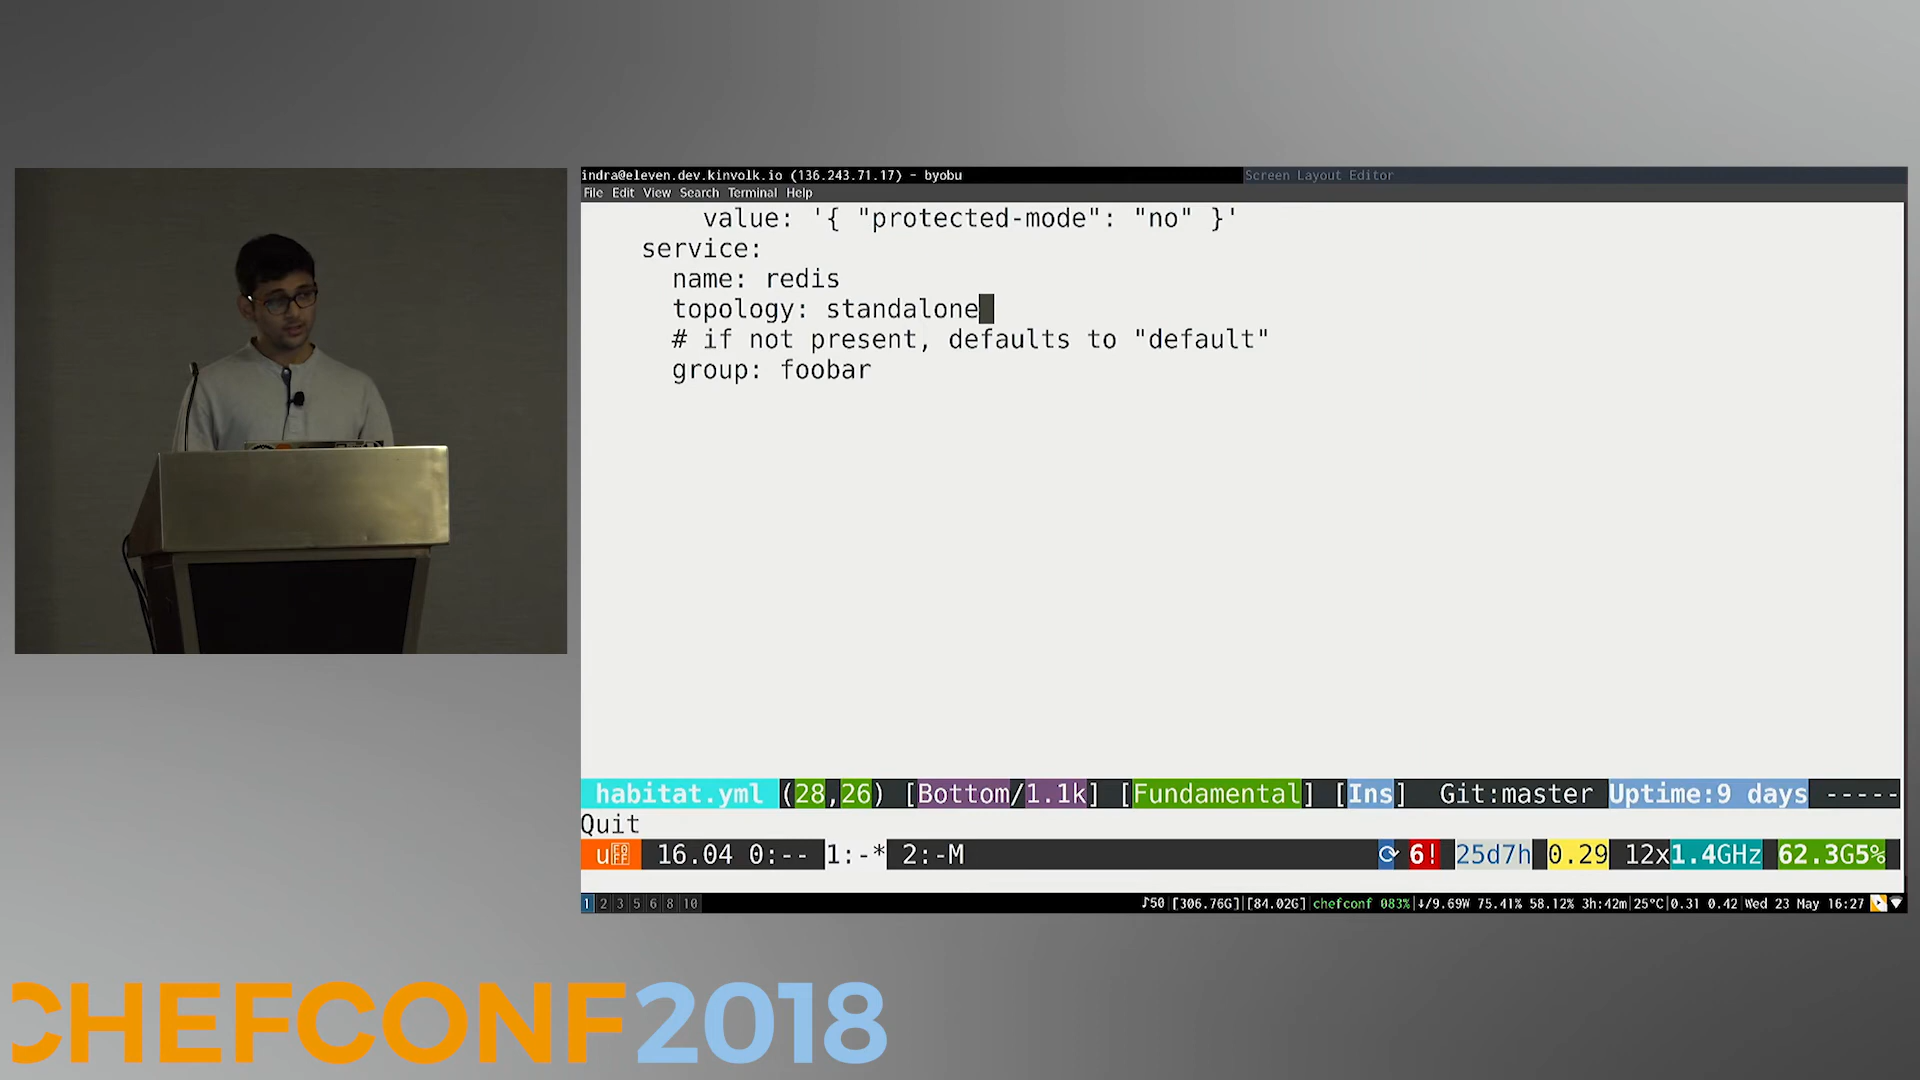 indra@eleven.dev.kinvolk.io (136.243.71.17) - byobu
Screen Layout Editor
File Edit View Search Terminal Help
value: '{ "protected-mode": "no" }'
service:
name: redis
topology: standalone
# if not present, defaults to "default"
group: foobar
habitat.yml (28,26) [Bottom/1.1k] [Fundamental] [Ins] Git:master Uptime:9 days -----
Quit
u 16.04 0:-- 1:-* 2:-M
6! 25d7h 0.29 12x1.4GHz 62.3G5%
1 2 3 5 6 8 10
♪50 [306.76G] [84.02G] chefconf 083% ↓/9.69W 75.41% 58.12% 3h:42m 25°C 0.31 0.42 Wed 23 May 16:27
CHEFCONF2018